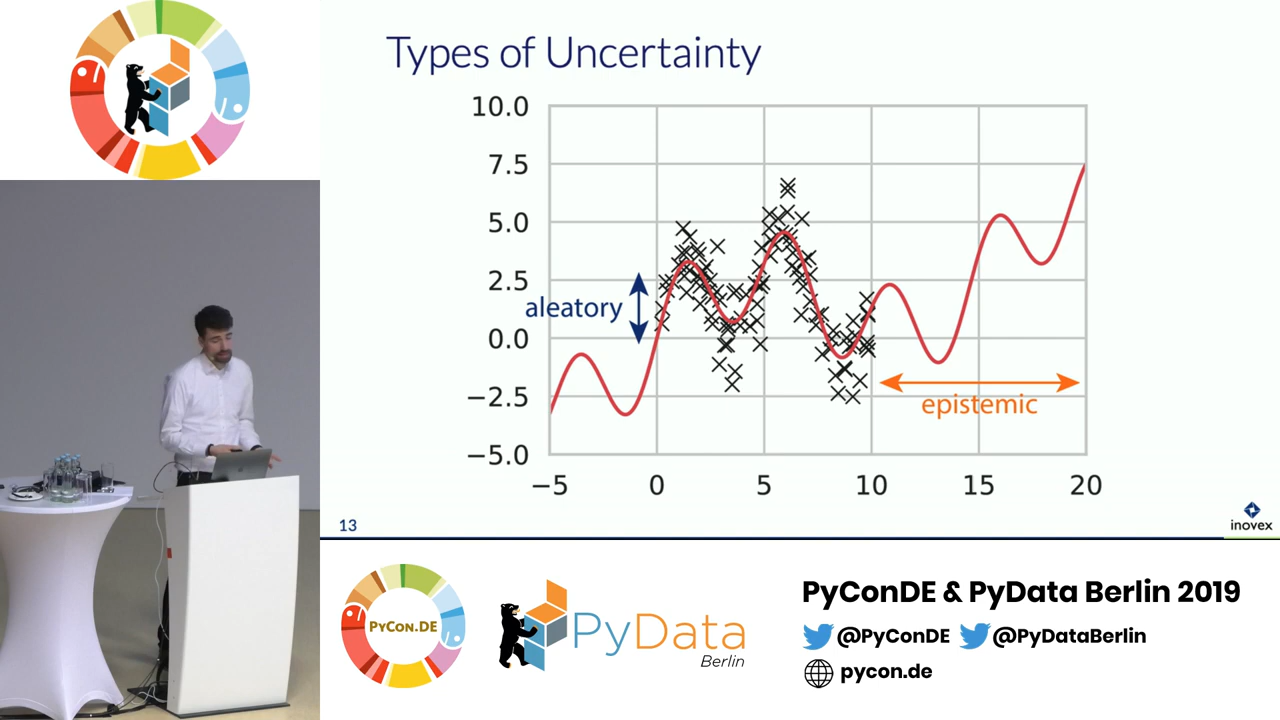 Types of Uncertainty
10.0
7.5
5.0
2.5
0.0
−2.5
−5.0
−5
0
5
10
15
20
aleatory
epistemic
13
inovex
PYCON.DE
PyData
Berlin
PyConDE & PyData Berlin 2019
@PyConDE @PyDataBerlin
pycon.de